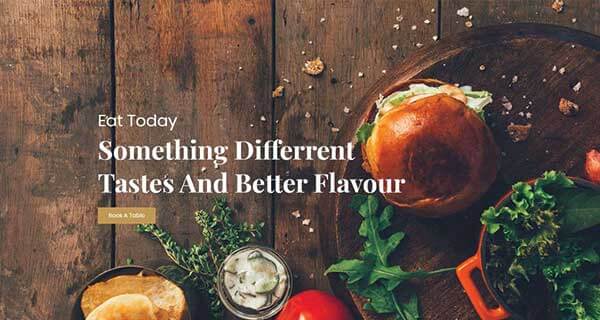 Eat Today
Something Differrent
Tastes And Better Flavour
Book A Table